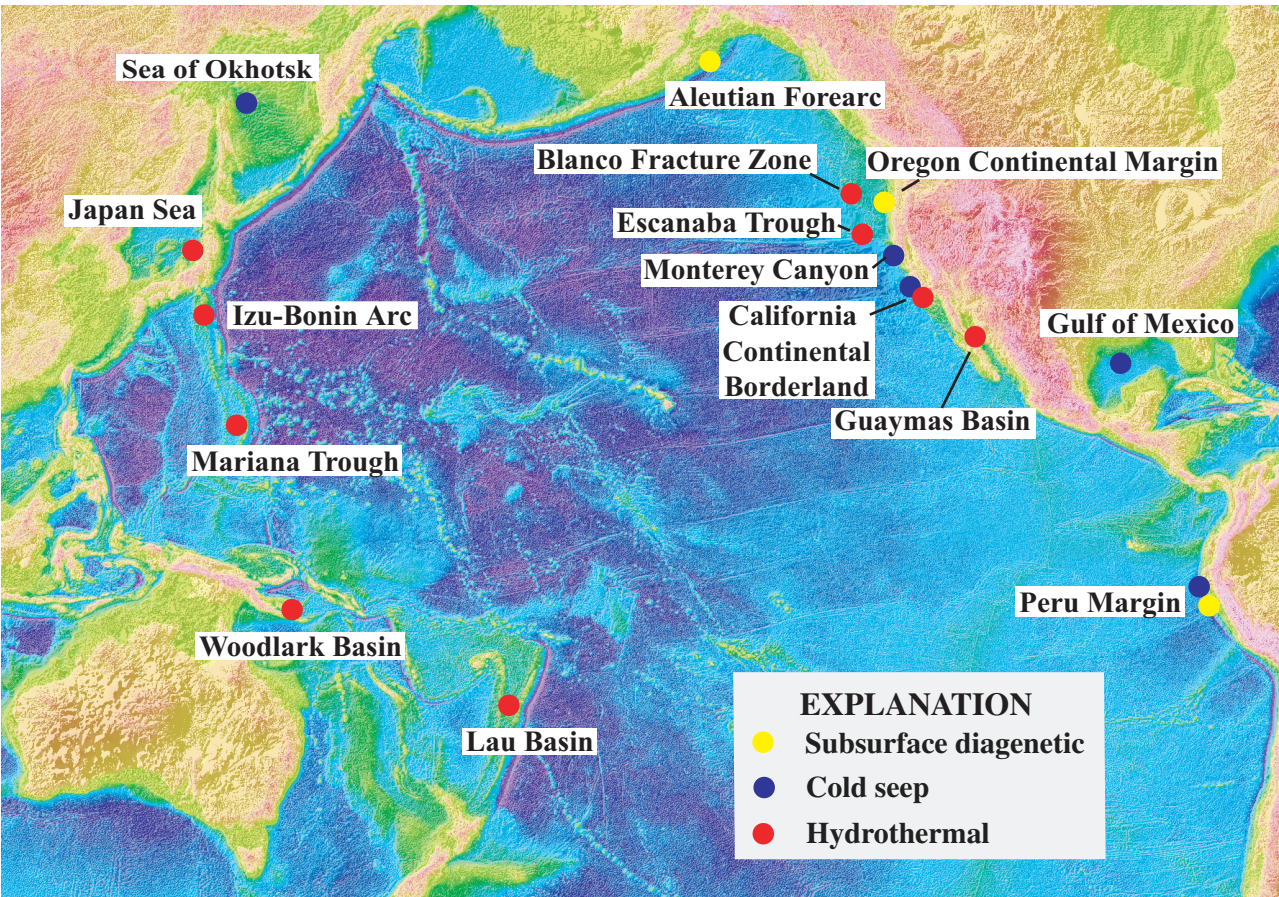 Sea of Okhotsk
Aleutian Forearc
Blanco Fracture Zone
Oregon Continental Margin
Japan Sea
Escanaba Trough
Monterey Canyon
Izu-Bonin Arc
California
Continental
Borderland
Gulf of Mexico
Guaymas Basin
Mariana Trough
Peru Margin
Woodlark Basin
Lau Basin
EXPLANATION
Subsurface diagenetic
Cold seep
Hydrothermal